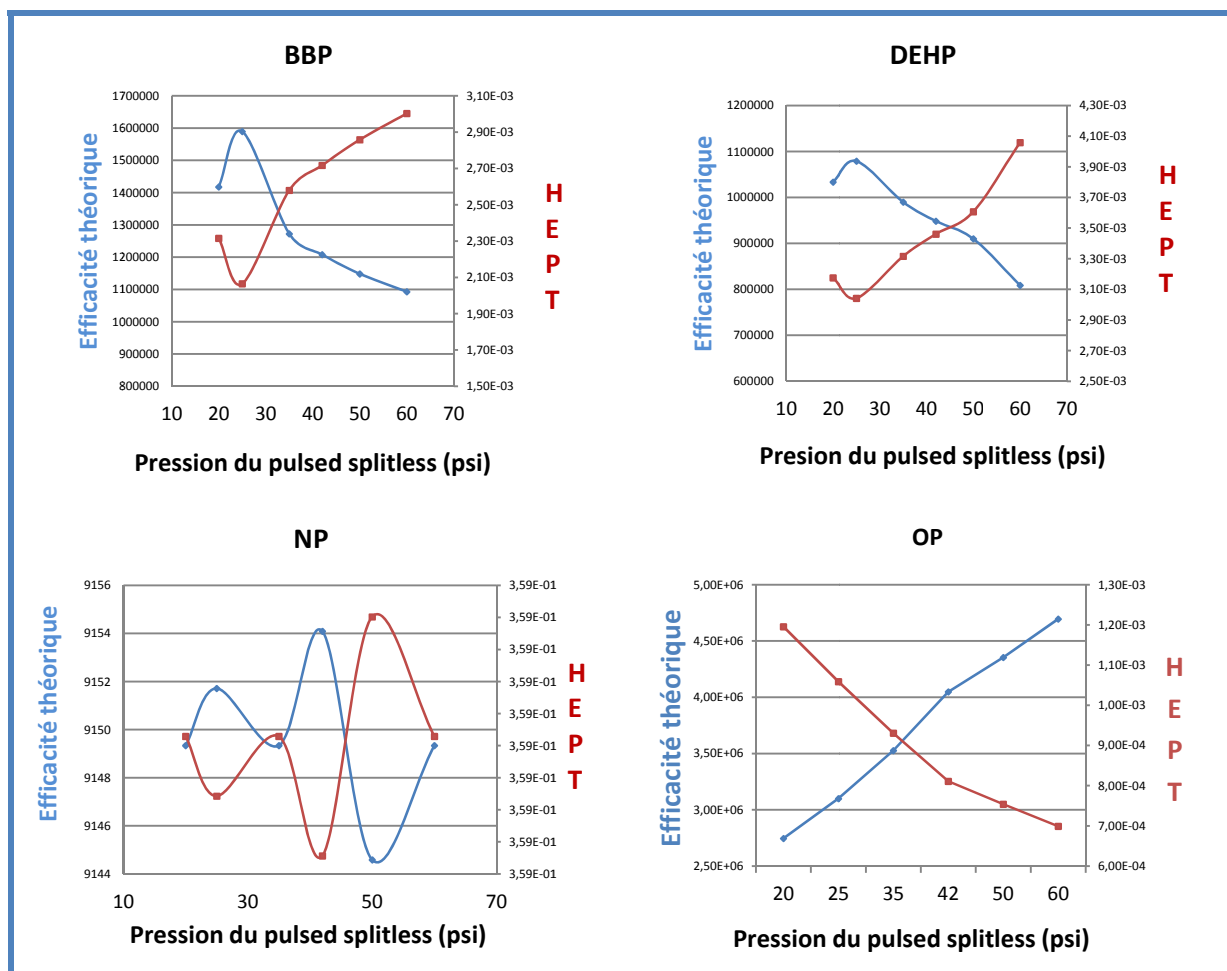 BBP
Efficacité théorique
1700000
1600000
1500000
1400000
1300000
1200000
1100000
1000000
900000
800000
3,10E-03
2,90E-03
2,70E-03
2,50E-03
2,30E-03
2,10E-03
1,90E-03
1,70E-03
1,50E-03
H
E
P
T
10 20 30 40 50 60 70
Pression du pulsed splitless (psi)
DEHP
Efficacité théorique
1200000
1100000
1000000
900000
800000
700000
600000
4,30E-03
4,10E-03
3,90E-03
3,70E-03
3,50E-03
3,30E-03
3,10E-03
2,90E-03
2,70E-03
2,50E-03
H
E
P
T
10 20 30 40 50 60 70
Presion du pulsed splitless (psi)
NP
Efficacité théorique
9156
9154
9152
9150
9148
9146
9144
3,59E-01
3,59E-01
3,59E-01
3,59E-01
3,59E-01
3,59E-01
3,59E-01
3,59E-01
3,59E-01
3,59E-01
H
E
P
T
10 30 50 70
Pression du pulsed splitless (psi)
OP
Efficacité théorique
5,00E+06
4,50E+06
4,00E+06
3,50E+06
3,00E+06
2,50E+06
1,30E-03
1,20E-03
1,10E-03
1,00E-03
9,00E-04
8,00E-04
7,00E-04
6,00E-04
H
E
P
T
20 25 35 42 50 60
Pression du pulsed splitless (psi)